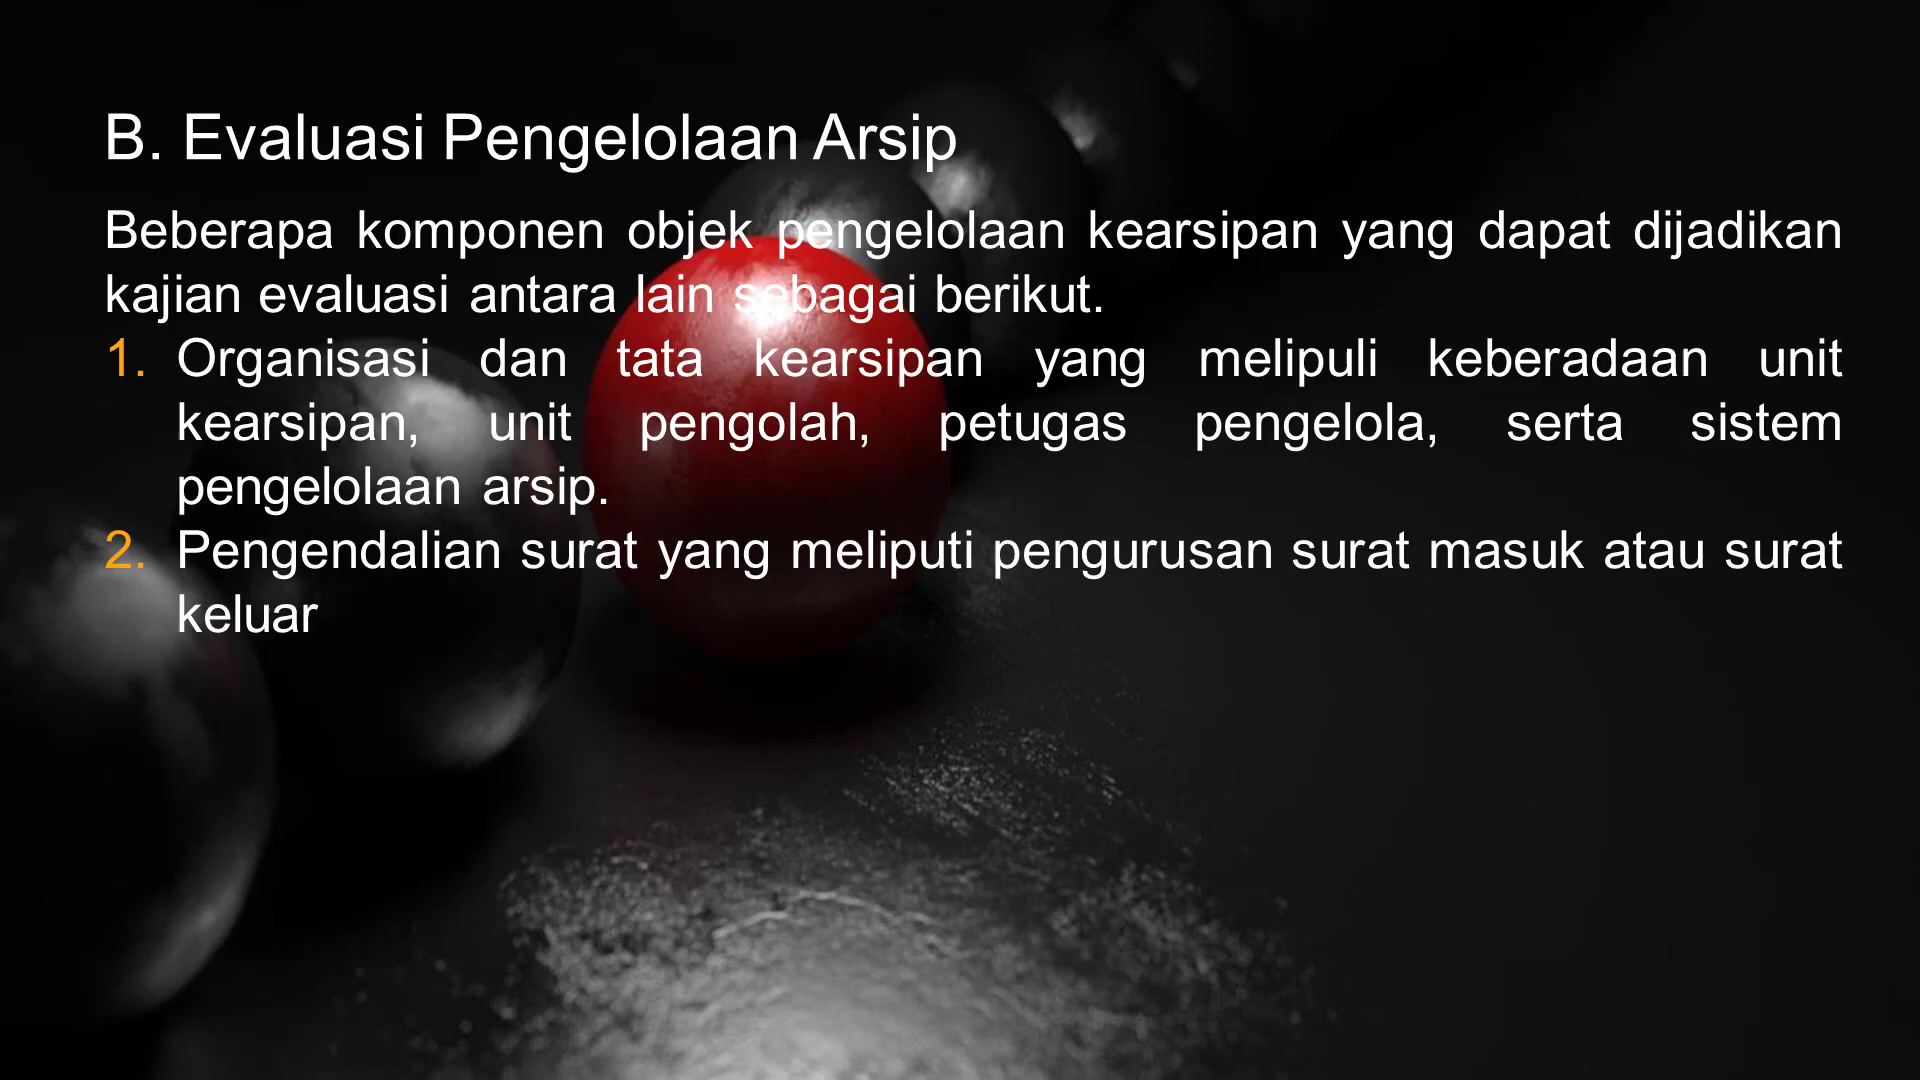 B. Evaluasi Pengelolaan Arsip
Beberapa komponen objek pengelolaan kearsipan yang dapat dijadikan
kajian evaluasi antara lain sebagai berikut.
1. Organisasi dan tata kearsipan yang melipuli keberadaan unit
kearsipan, unit pengolah, petugas pengelola, serta sistem
pengelolaan arsip.
2. Pengendalian surat yang meliputi pengurusan surat masuk atau surat
keluar